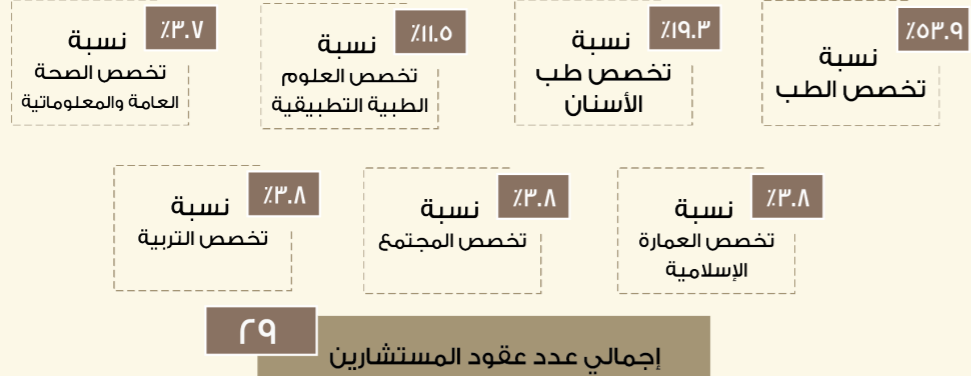 ٪٥٣.٩
نسبة
تخصص الطب
٪١٩.٣
نسبة
تخصص طب
الأسنان
٪١١.٥
نسبة
تخصص العلوم
الطبية التطبيقية
٪٣.٧
نسبة
تخصص الصحة
العامة والمعلوماتية
٪٣.٨
نسبة
تخصص العمارة
الإسلامية
٪٣.٨
نسبة
تخصص المجتمع
٪٣.٨
نسبة
تخصص التربية
إجمالي عدد عقود المستشارين
٢٩